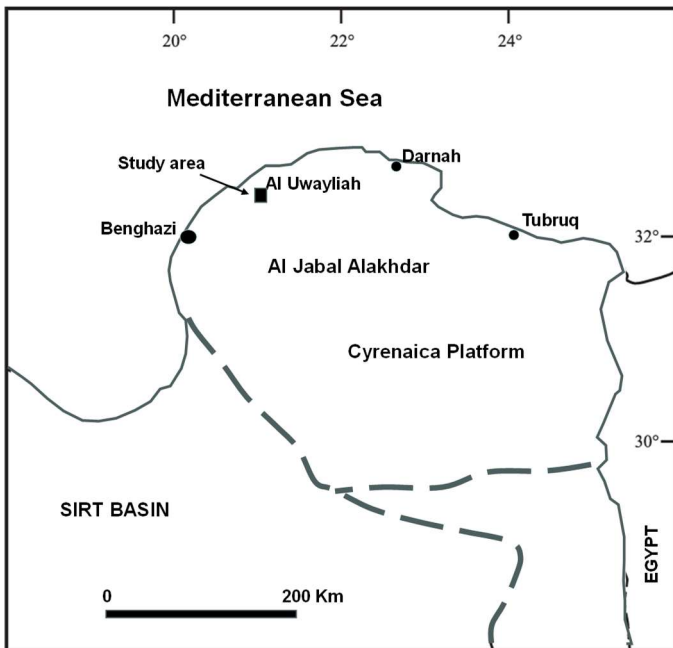 20° 22° 24°
Mediterranean Sea
Darnah
Study area
Al Uwayliah
Tubruq
Benghazi
32°
Al Jabal Alakhdar
Cyrenaica Platform
30°
SIRT BASIN
EGYPT
0 200 Km